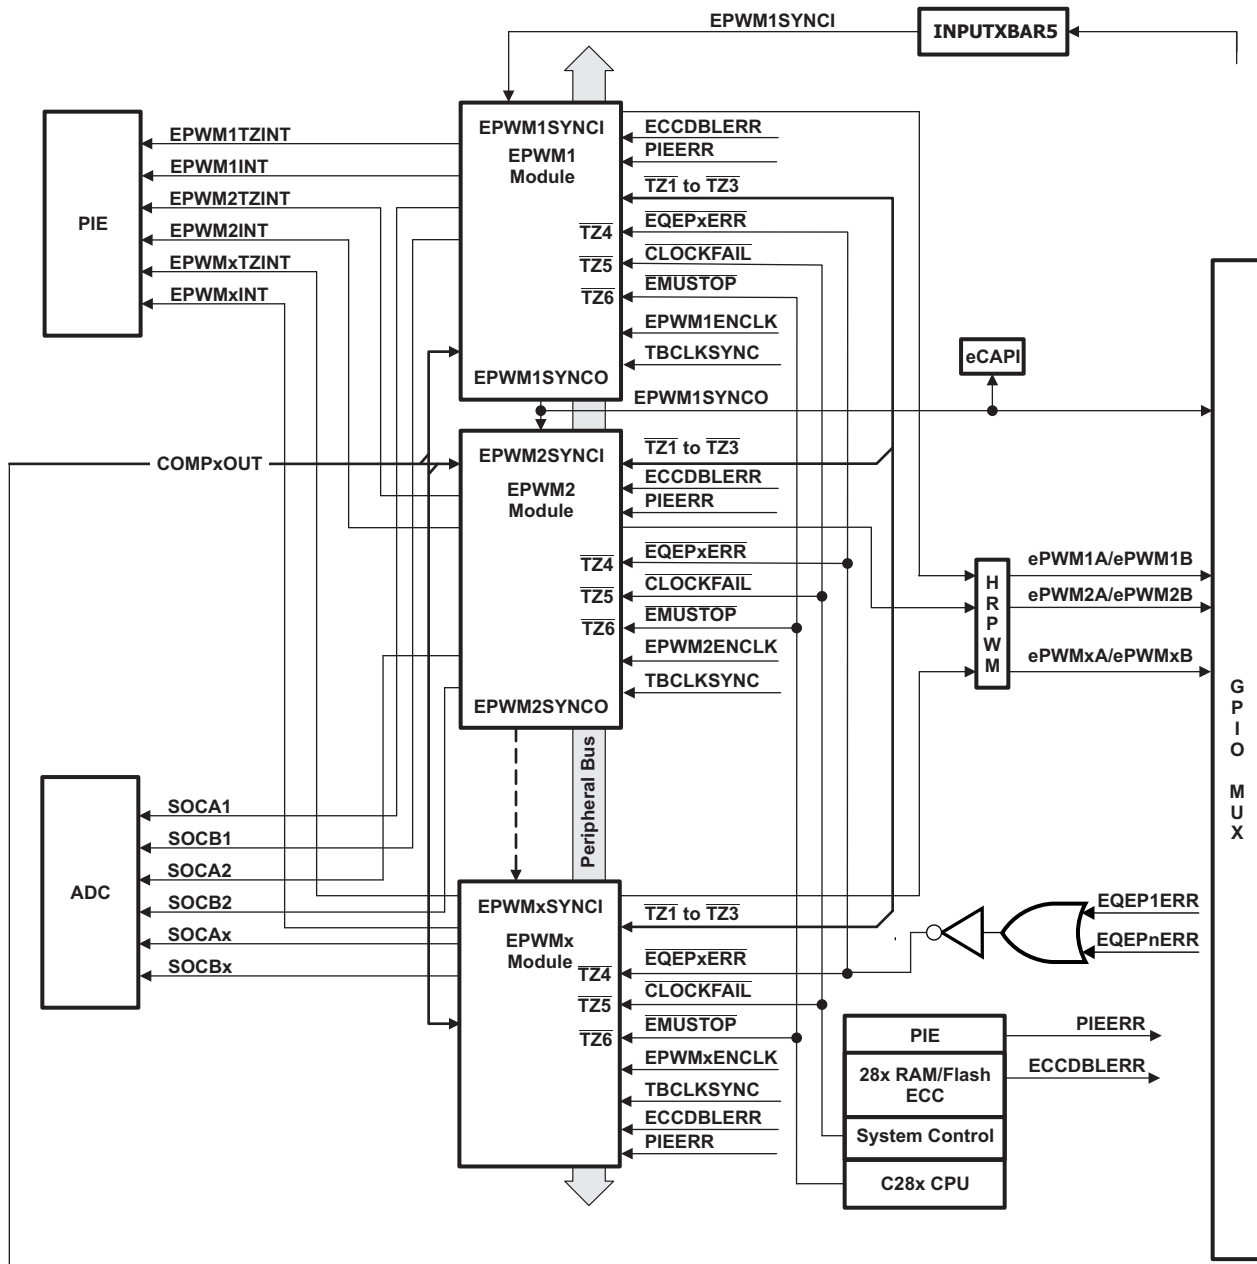 EPWM1SYNCI
INPUTXBAR5
EPWM1TZINT
EPWM1INT
EPWM2TZINT
EPWM2INT
EPWMxTZINT
EPWMxINT
PIE
EPWM1SYNCI
EPWM1
Module
TZ4
TZ5
TZ6
EPWM1SYNCO
ECCDBLERR
PIEERR
TZ1 to TZ3
EQEPxERR
CLOCKFAIL
EMUSTOP
EPWM1ENCLK
TBCLKSYNC
EPWM1SYNCO
eCAPI
COMPxOUT
EPWM2SYNCI
EPWM2
Module
TZ4
TZ5
TZ6
EPWM2SYNCO
TZ1 to TZ3
ECCDBLERR
PIEERR
EQEPxERR
CLOCKFAIL
EMUSTOP
EPWM2ENCLK
TBCLKSYNC
HRPWM
ePWM1A/ePWM1B
ePWM2A/ePWM2B
ePWMxA/ePWMxB
GPIO MUX
Peripheral Bus
ADC
SOCA1
SOCB1
SOCA2
SOCB2
SOCAx
SOCBx
EPWMxSYNCI
EPWMx
Module
TZ4
TZ5
TZ6
TZ1 to TZ3
EQEPxERR
CLOCKFAIL
EMUSTOP
EPWMxENCLK
TBCLKSYNC
ECCDBLERR
PIEERR
EQEP1ERR
EQEPnERR
PIE
28x RAM/Flash
ECC
System Control
C28x CPU
PIEERR
ECCDBLERR